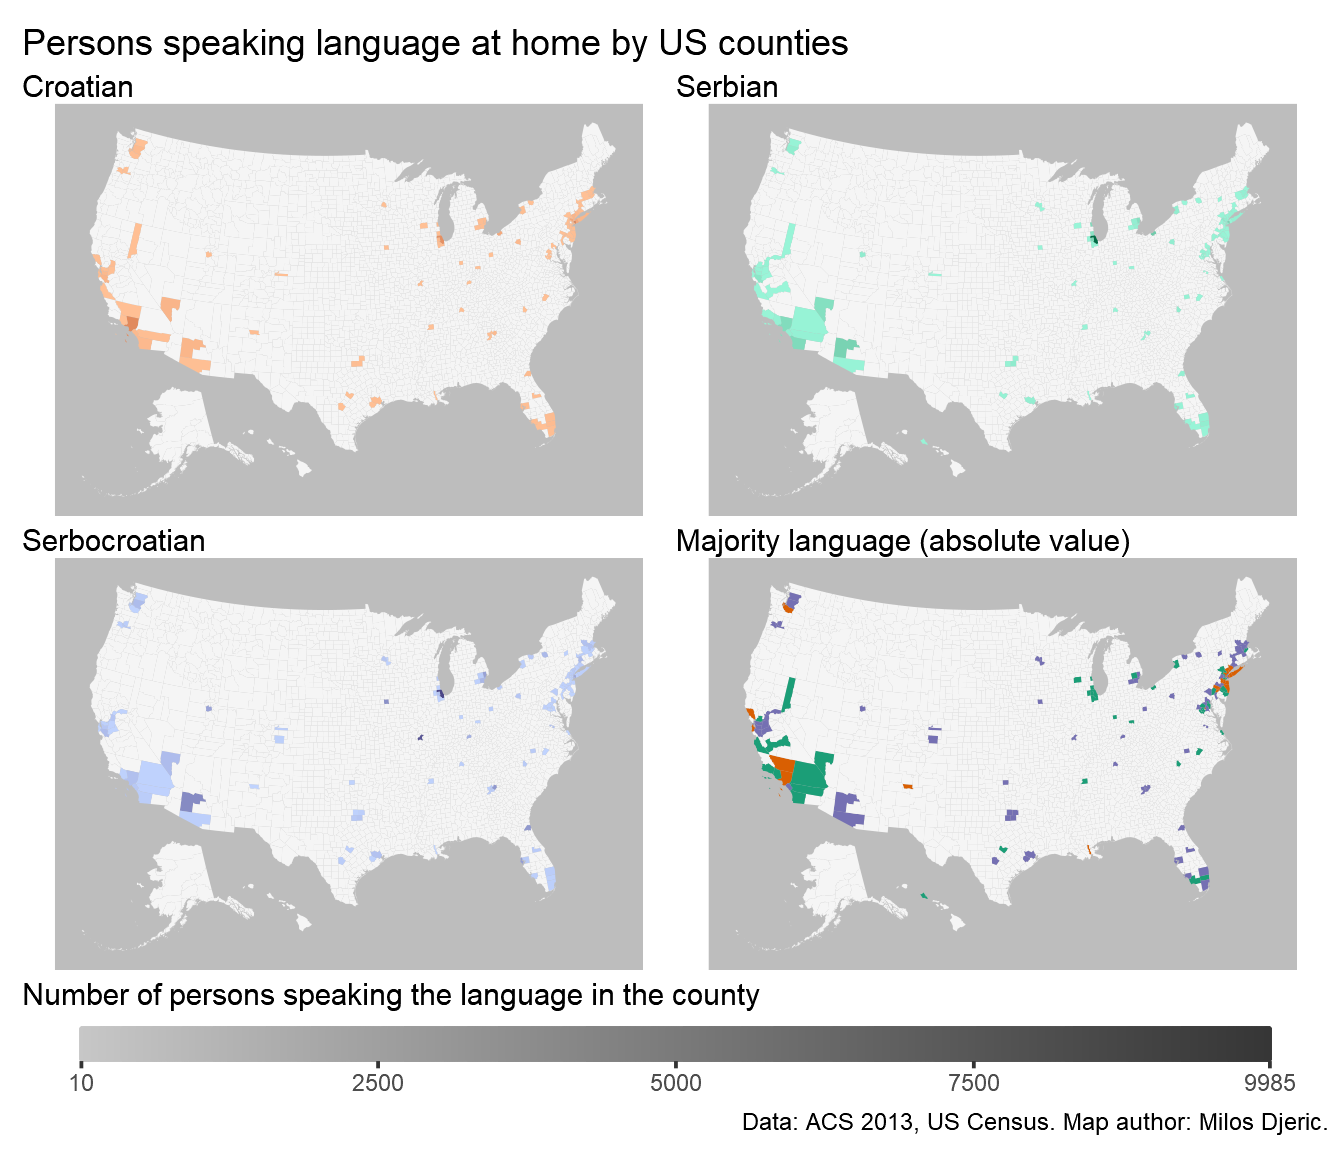 Persons speaking language at home by US counties
Croatian
Serbian
Serbocroatian
Majority language (absolute value)
Number of persons speaking the language in the county
10 2500 5000 7500 9985
Data: ACS 2013, US Census. Map author: Milos Djeric.